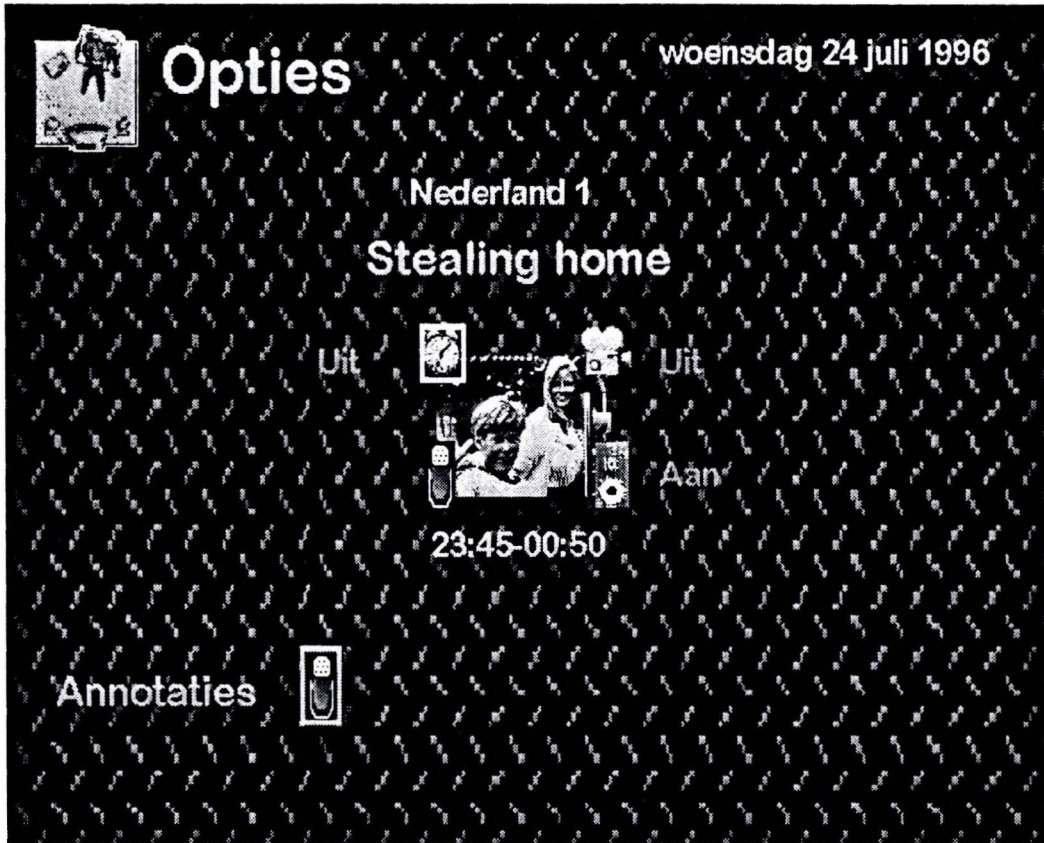 Opties
woensdag 24 juli 1996
Nederland 1
Stealing home
Uit
Uit
Aan
23:45-00:50
Annotaties